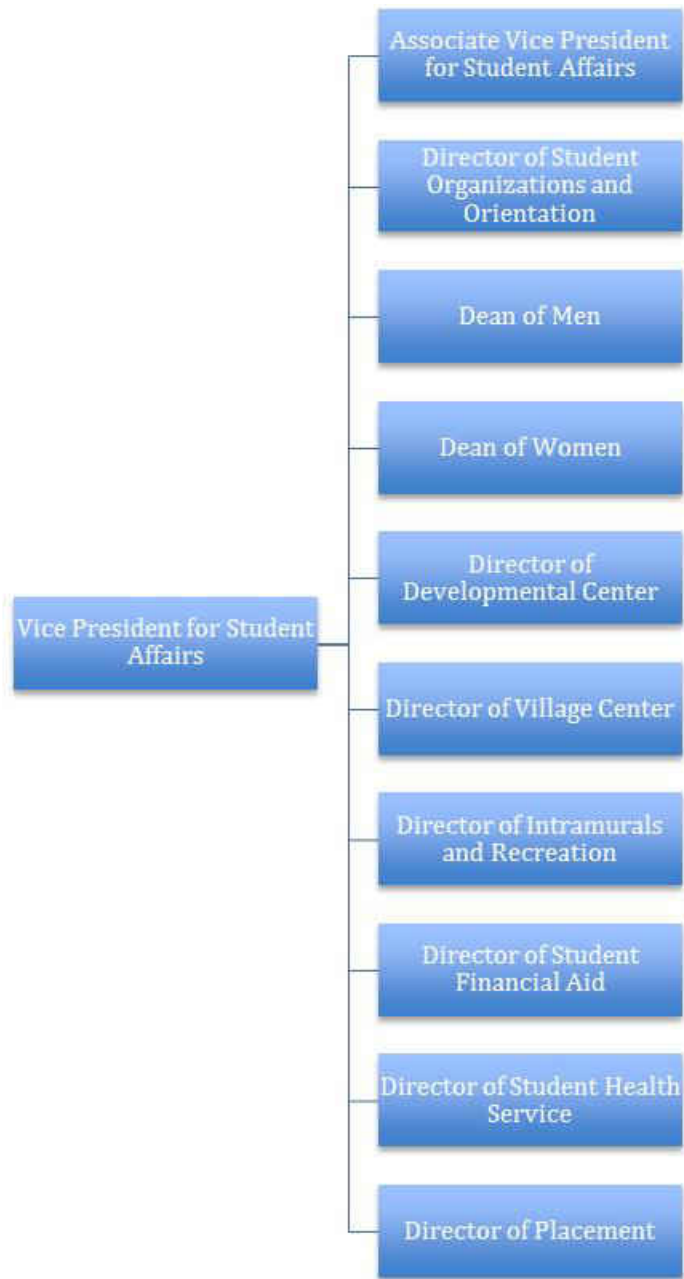 Associate Vice President
for Student Affairs
Director of Student
Organizations and
Orientation
Dean of Men
Dean of Women
Director of
Developmental Center
Vice President for Student
Affairs
Director of Village Center
Director of Intramurals
and Recreation
Director of Student
Financial Aid
Director of Student Health
Service
Director of Placement